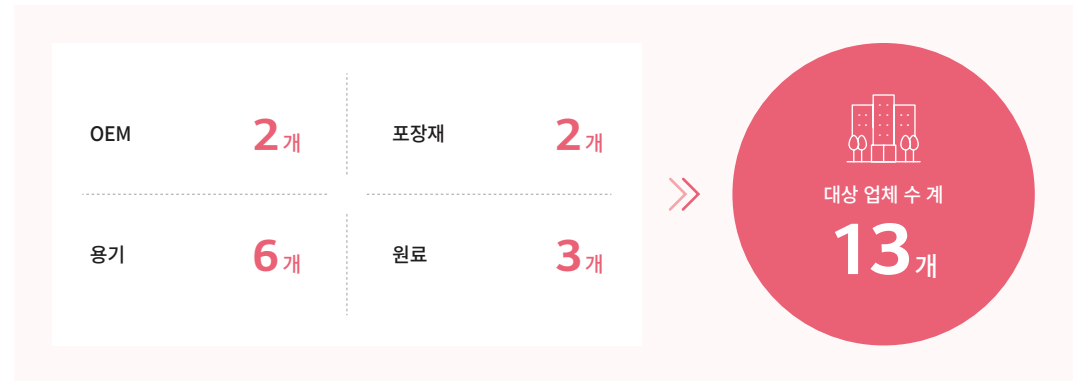 OEM 2개
포장재 2개
용기 6개
원료 3개
대상 업체 수 계
13개